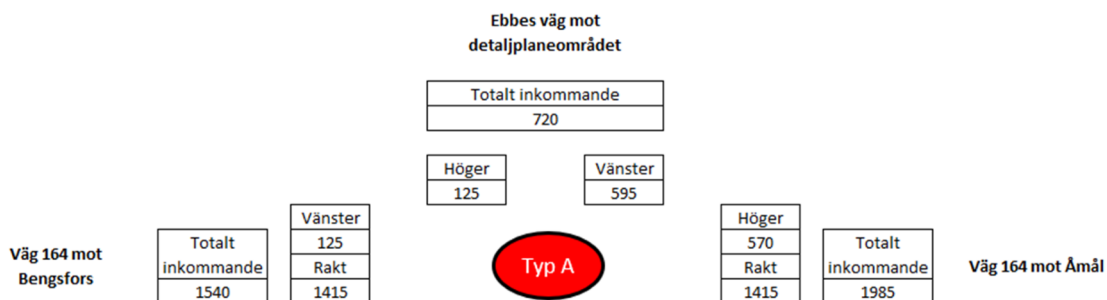 Ebbes väg mot
detaljplaneområdet
Totalt inkommande
720
Höger
125
Vänster
595
Väg 164 mot
Bengsfors
Totalt
inkommande
1540
Vänster
125
Rakt
1415
Typ A
Höger
570
Rakt
1415
Totalt
inkommande
1985
Väg 164 mot Åmål